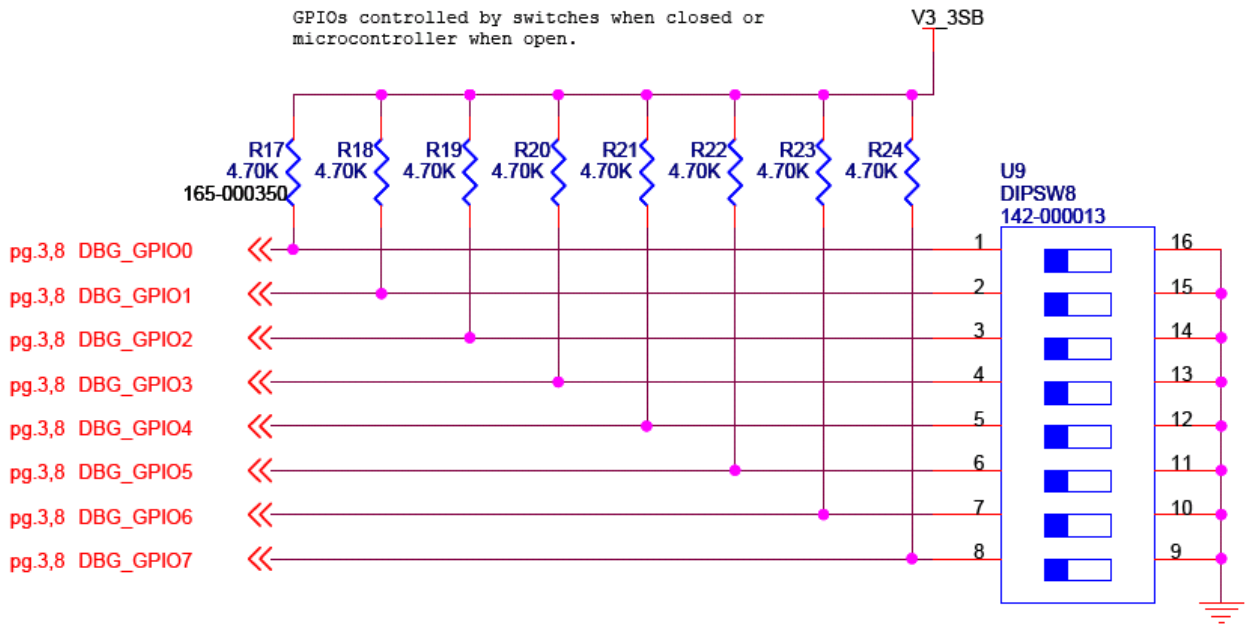 GPIOs controlled by switches when closed or
microcontroller when open.
V3_3SB
R17 R18 R19 R20 R21 R22 R23 R24
4.70K 4.70K 4.70K 4.70K 4.70K 4.70K 4.70K 4.70K
165-000350
U9
DIPSW8
142-000013
pg.3,8 DBG_GPIO0 1 16
pg.3,8 DBG_GPIO1 2 15
pg.3,8 DBG_GPIO2 3 14
pg.3,8 DBG_GPIO3 4 13
pg.3,8 DBG_GPIO4 5 12
pg.3,8 DBG_GPIO5 6 11
pg.3,8 DBG_GPIO6 7 10
pg.3,8 DBG_GPIO7 8 9